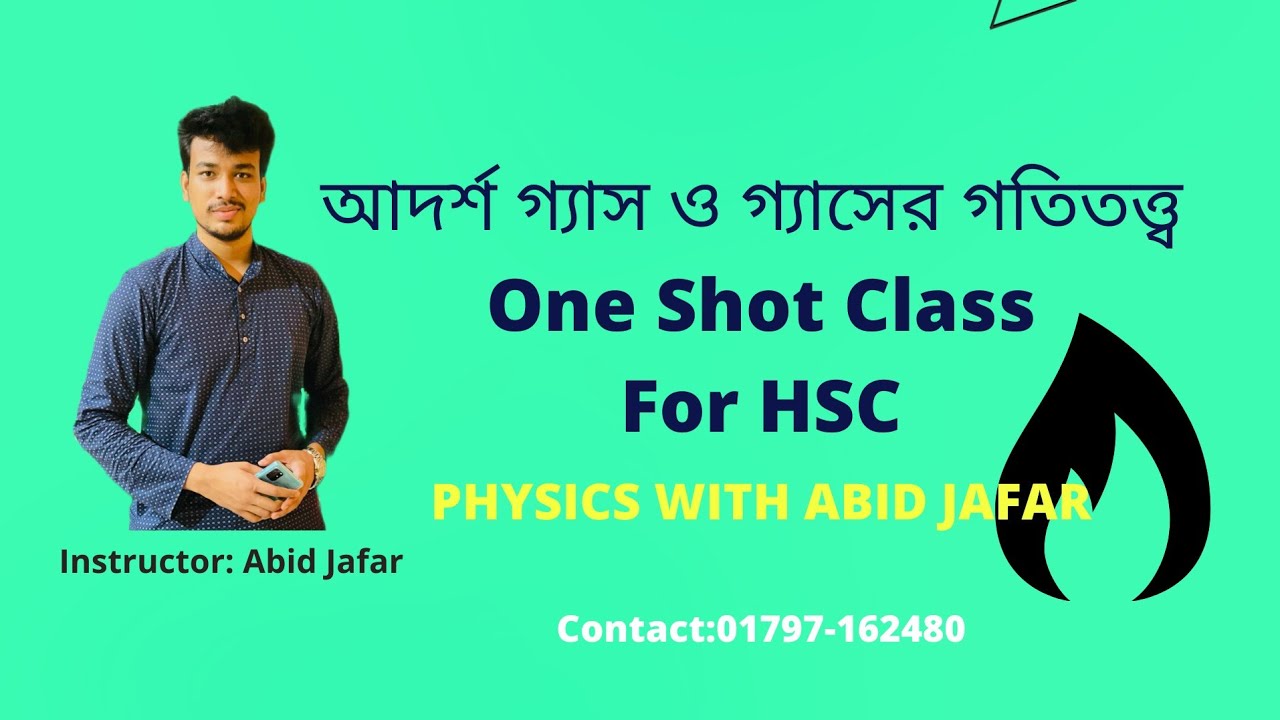 আদর্শ গ্যাস ও গ্যাসের গতিতত্ত্ব
One Shot Class
For HSC
PHYSICS WITH ABID JAFAR
Instructor: Abid Jafar
Contact:01797-162480